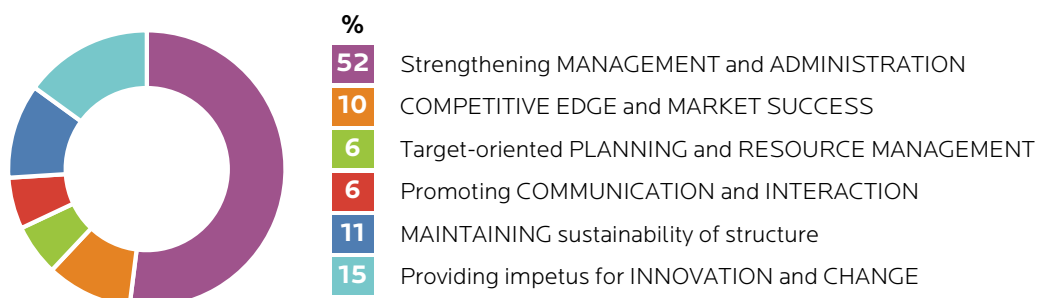 %
52 Strengthening MANAGEMENT and ADMINISTRATION
10 COMPETITIVE EDGE and MARKET SUCCESS
6 Target-oriented PLANNING and RESOURCE MANAGEMENT
6 Promoting COMMUNICATION and INTERACTION
11 MAINTAINING sustainability of structure
15 Providing impetus for INNOVATION and CHANGE